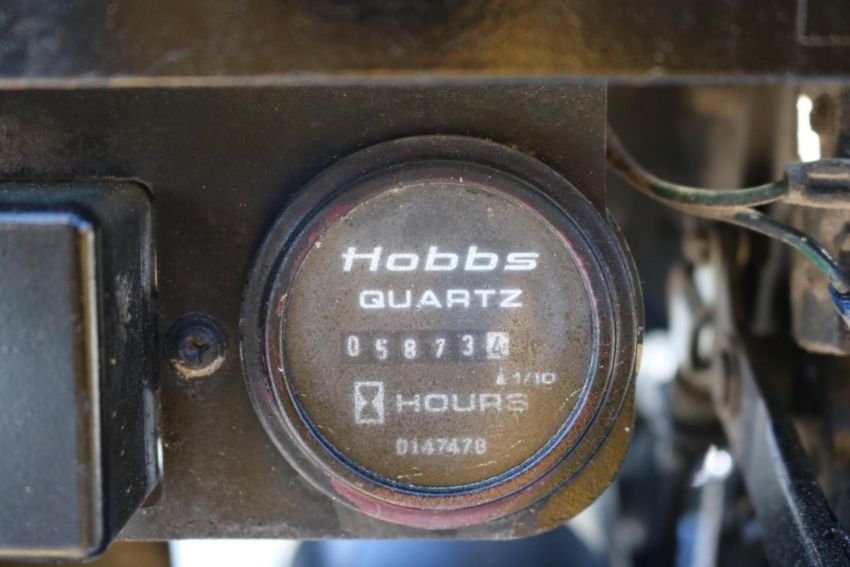 Hobbs
QUARTZ
058734
1/10
HOURS
0147478